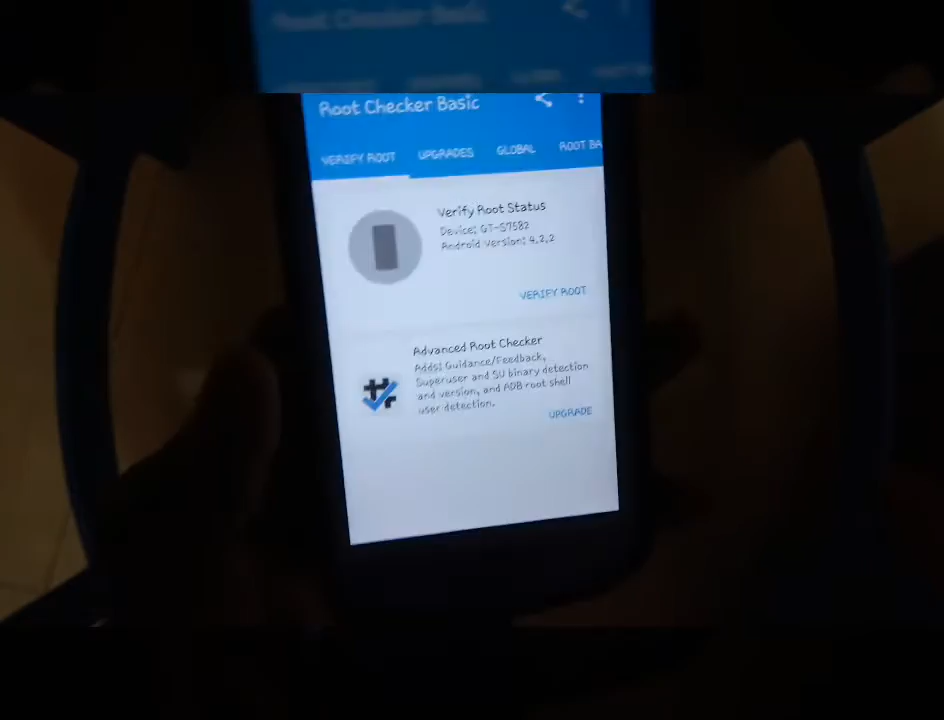 Root Checker Basic
VERIFY ROOT UPGRADES GLOBAL ROOT BA
Verify Root Status
Device: GT-S7582
Android Version: 4.2.2
VERIFY ROOT
Advanced Root Checker
Adds: Guidance/Feedback,
Superuser and SU binary detection
and version, and ADB root shell
user detection.
UPGRADE